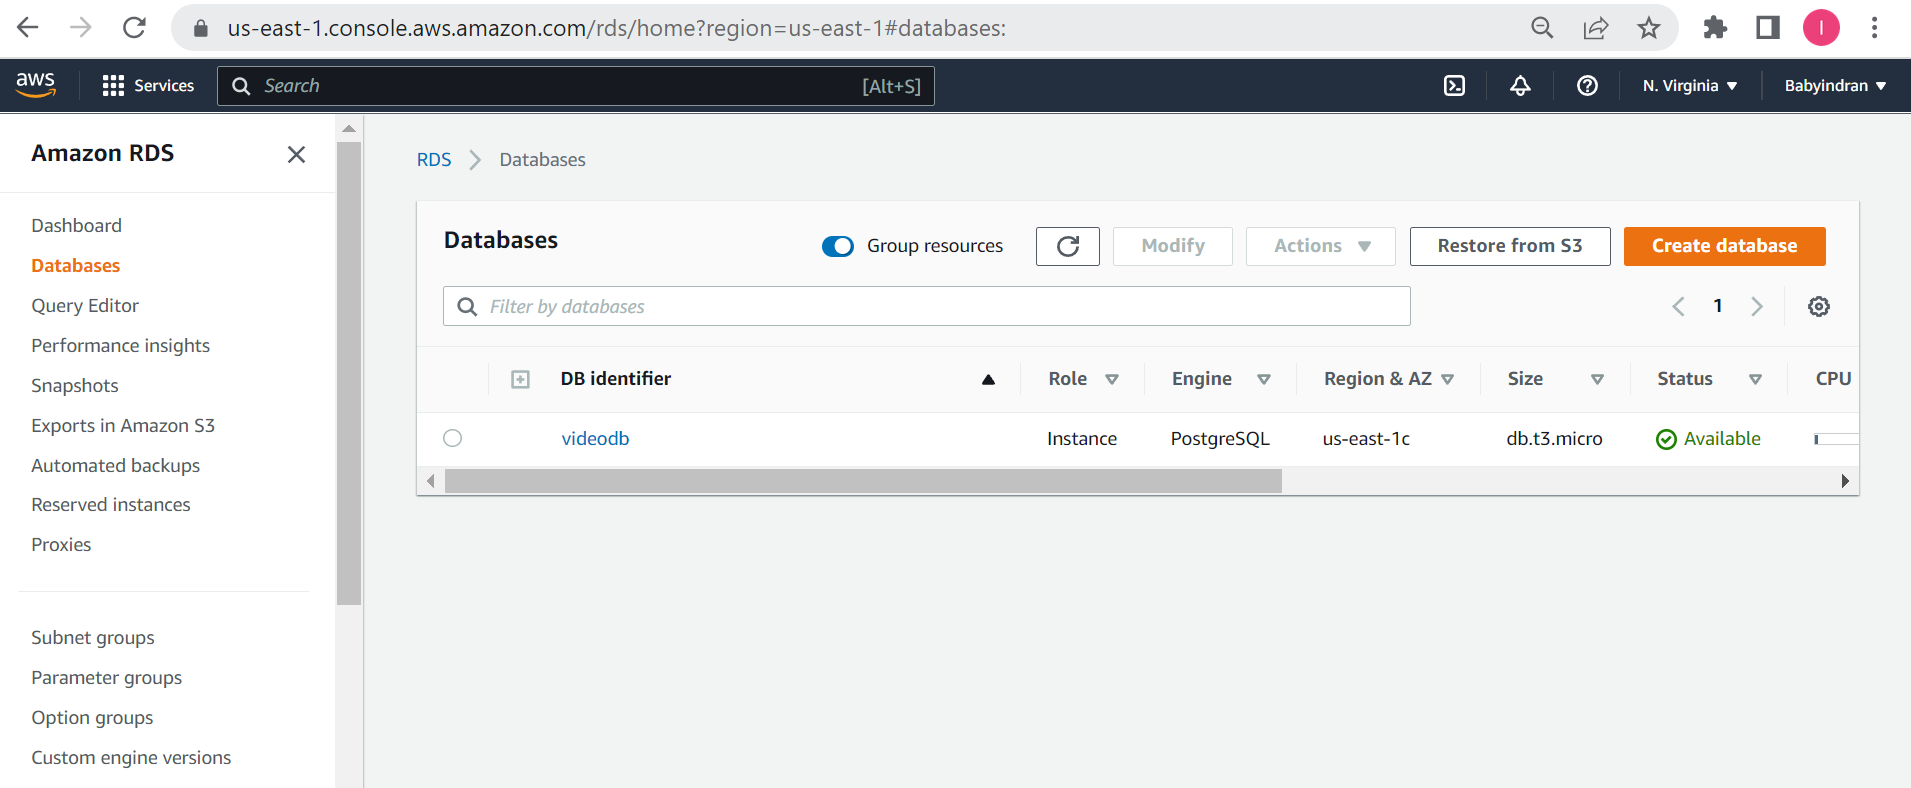 us-east-1.console.aws.amazon.com/rds/home?region=us-east-1#databases:
I
aws
Services
Search
[Alt+S]
N. Virginia
Babyindran
Amazon RDS
Dashboard
Databases
Query Editor
Performance insights
Snapshots
Exports in Amazon S3
Automated backups
Reserved instances
Proxies
Subnet groups
Parameter groups
Option groups
Custom engine versions
RDS
Databases
Databases
Group resources
Modify
Actions
Restore from S3
Create database
Filter by databases
1
DB identifier
Role
Engine
Region & AZ
Size
Status
CPU
videodb
Instance
PostgreSQL
us-east-1c
db.t3.micro
Available